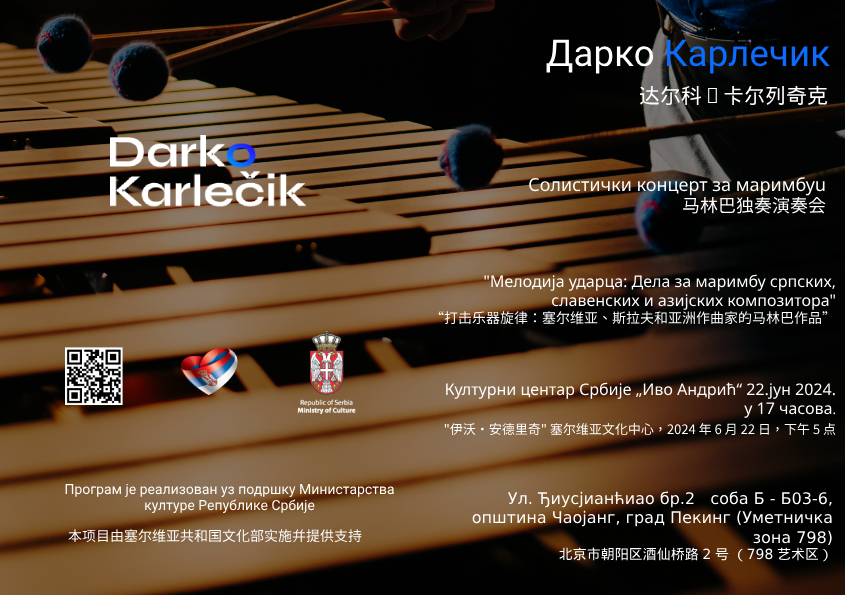 Дарко Карлечик
达尔科 卡尔列奇克
Darko
Karlečik
Солистички концерт за маримбуu
马林巴独奏演奏会
"Мелодија ударца: Дела за маримбу српских,
славенских и азијских композитора"
“打击乐器旋律：塞尔维亚、斯拉夫和亚洲作曲家的马林巴作品”
Republic of Serbia
Ministry of Culture
Културни центар Србије „Иво Андрић“ 22.јун 2024.
у 17 часова.
"伊沃・安德里奇" 塞尔维亚文化中心，2024 年 6 月 22 日，下午 5 点
Програм је реализован уз подршку Министарства
културе Републике Србије
本项目由塞尔维亚共和国文化部实施并提供支持
Ул. Ђиусјианћиао бр.2 соба Б - Б03-6,
општина Чаојанг, град Пекинг (Уметничка
зона 798)
北京市朝阳区酒仙桥路 2 号 （ 798 艺术区 ）